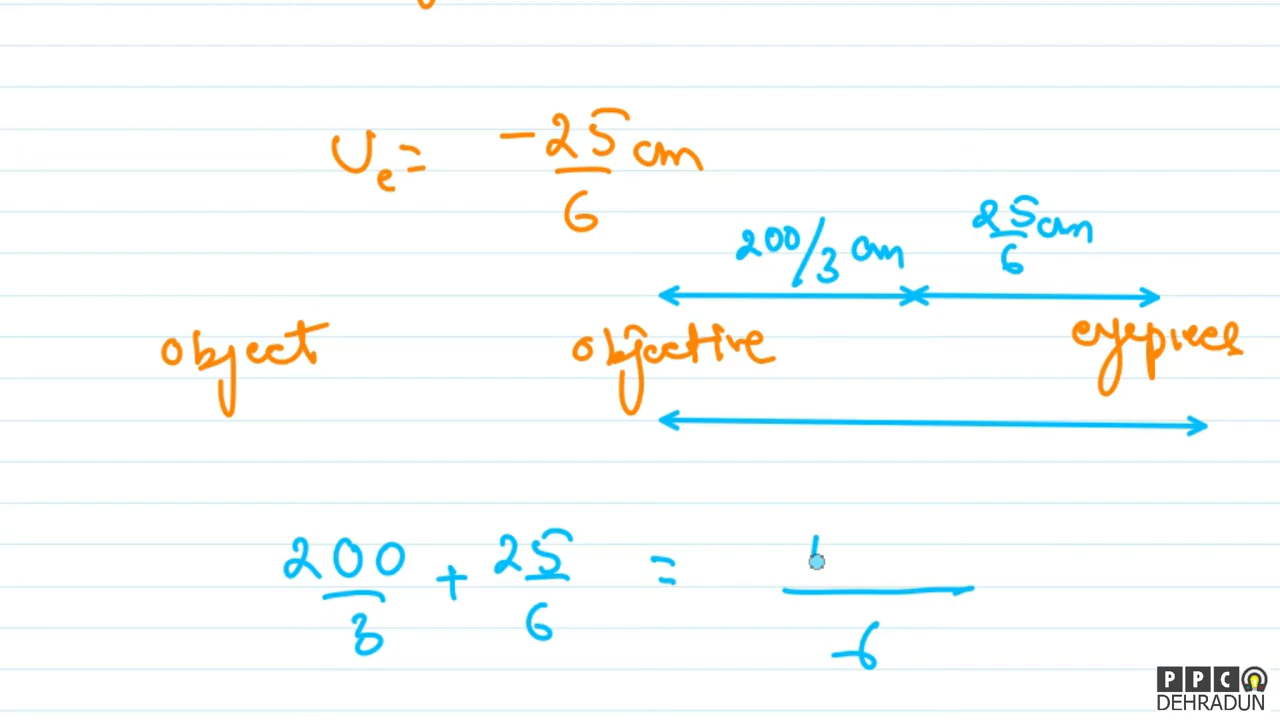 Ue = -25/6 cm
200/3 cm 25/6 cm
object objective eyepiece
200/3 + 25/6 = /6
PPC
DEHRADUN